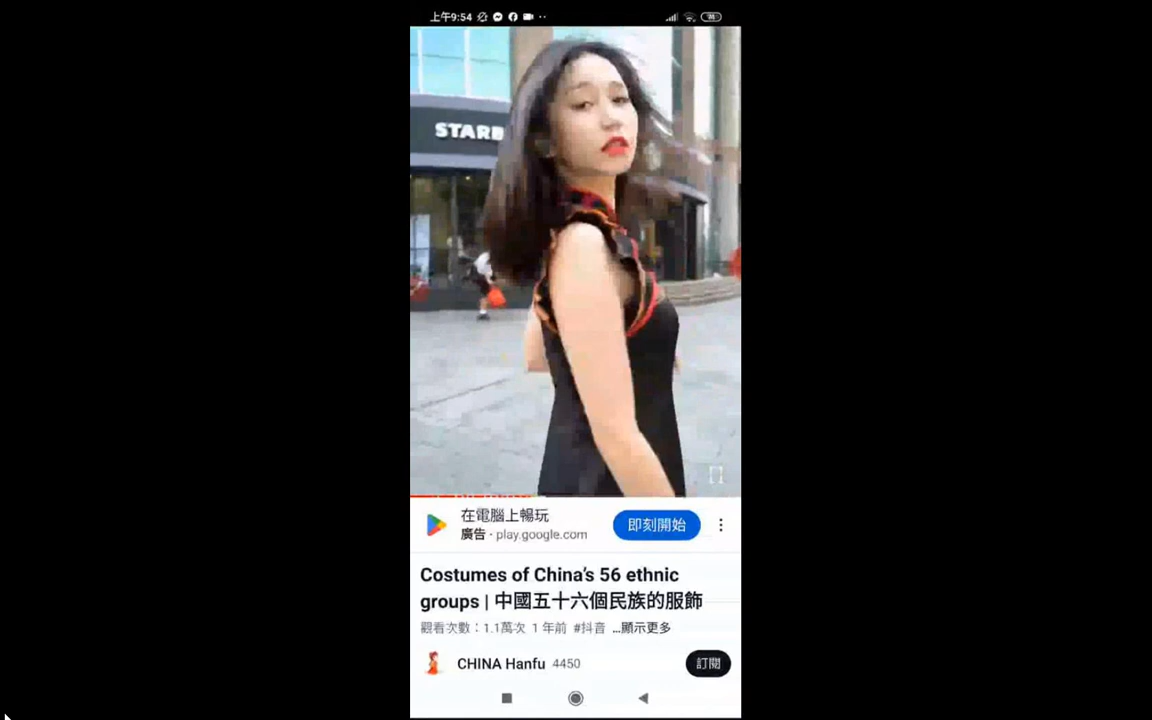 上午9:54
STARB
在電腦上暢玩
廣告 · play.google.com
即刻開始
Costumes of China's 56 ethnic
groups | 中國五十六個民族的服飾
觀看次數：1.1萬次 1 年前 #抖音 ...顯示更多
CHINA Hanfu 4450
訂閱